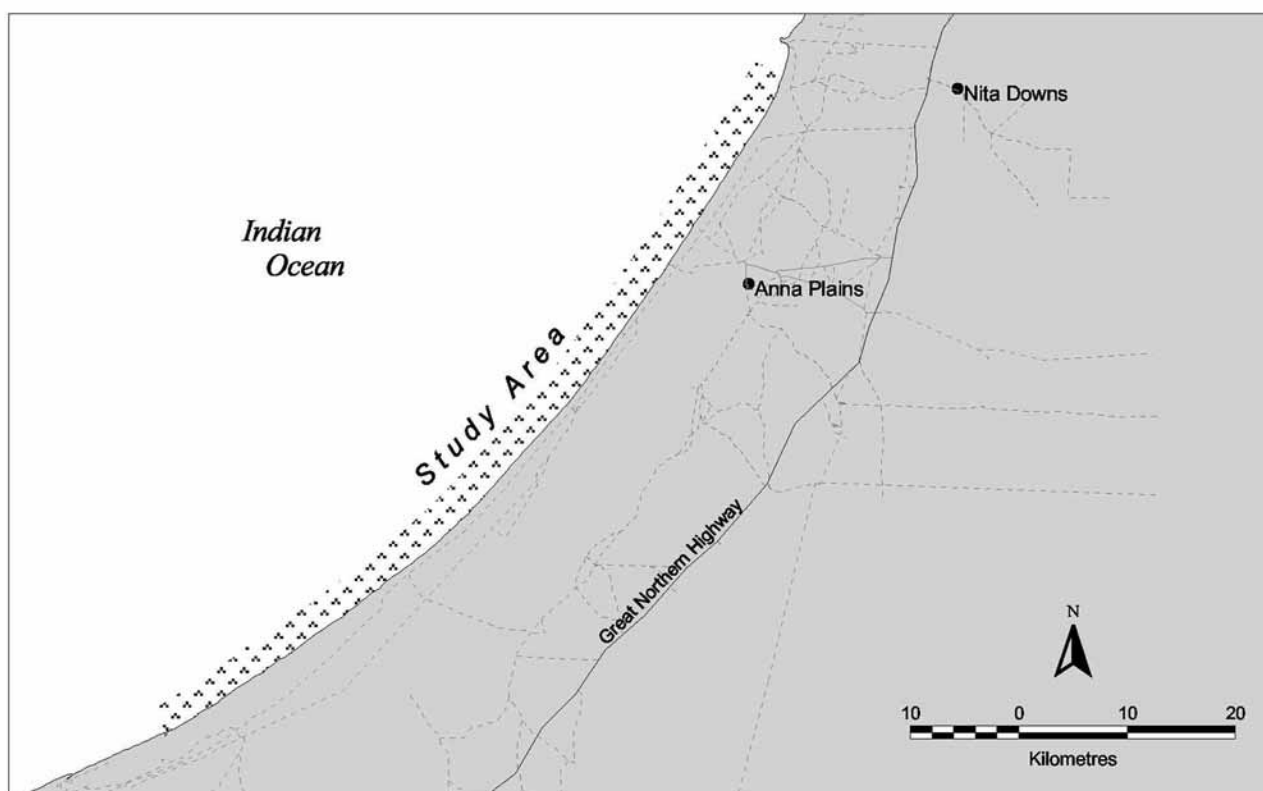 Nita Downs
Indian
Ocean
Anna Plains
Study Area
Great Northern Highway
N
10 0 10 20
Kilometres